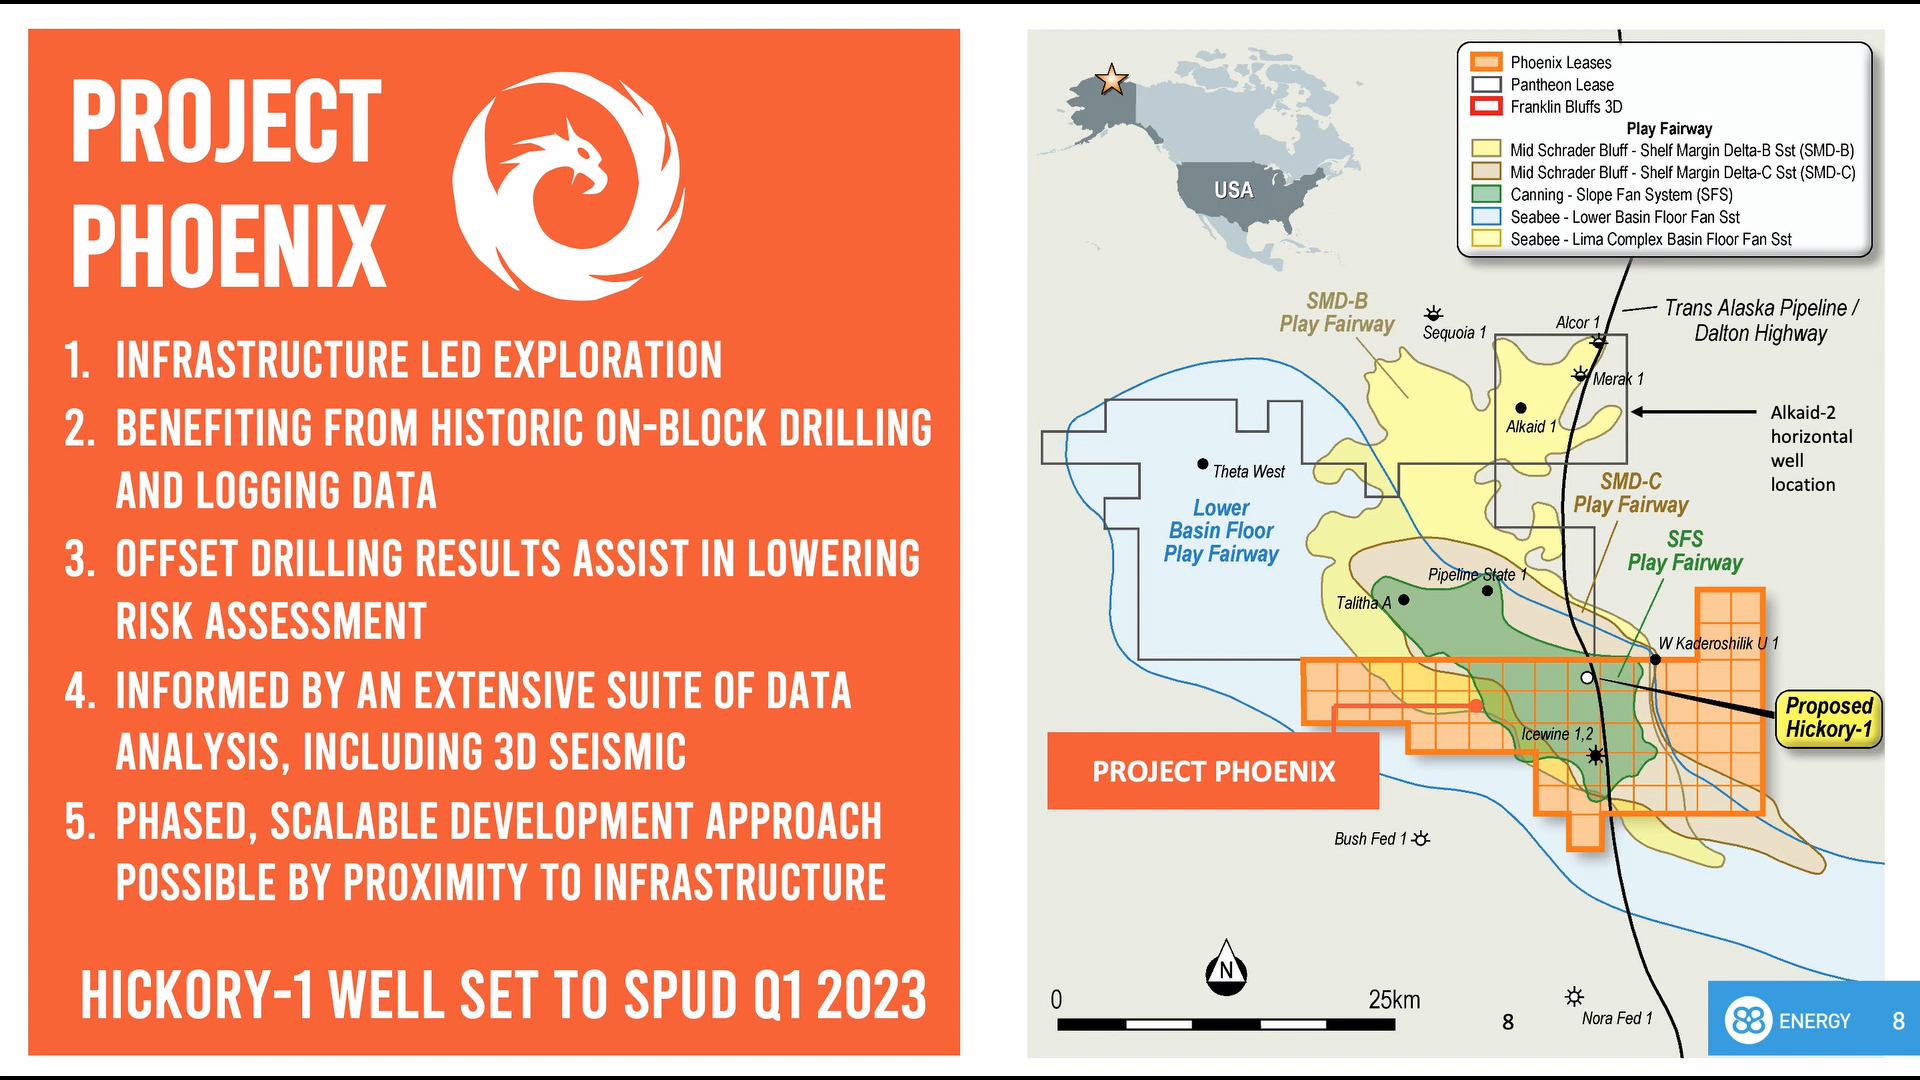 PROJECT
PHOENIX
1. INFRASTRUCTURE LED EXPLORATION
2. BENEFITING FROM HISTORIC ON-BLOCK DRILLING
AND LOGGING DATA
3. OFFSET DRILLING RESULTS ASSIST IN LOWERING
RISK ASSESSMENT
4. INFORMED BY AN EXTENSIVE SUITE OF DATA
ANALYSIS, INCLUDING 3D SEISMIC
5. PHASED, SCALABLE DEVELOPMENT APPROACH
POSSIBLE BY PROXIMITY TO INFRASTRUCTURE
HICKORY-1 WELL SET TO SPUD Q1 2023
USA
Phoenix Leases
Pantheon Lease
Franklin Bluffs 3D
Play Fairway
Mid Schrader Bluff - Shelf Margin Delta-B Sst (SMD-B)
Mid Schrader Bluff - Shelf Margin Delta-C Sst (SMD-C)
Canning - Slope Fan System (SFS)
Seabee - Lower Basin Floor Fan Sst
Seabee - Lima Complex Basin Floor Fan Sst
SMD-B
Play Fairway
Sequoia 1
Alcor 1
Trans Alaska Pipeline /
Dalton Highway
Merak 1
Alkaid 1
Alkaid-2
horizontal
well
location
Theta West
Lower
Basin Floor
Play Fairway
SMD-C
Play Fairway
SFS
Play Fairway
Pipeline State 1
Talitha A
W Kaderoshilik U 1
Proposed
Hickory-1
Icewine 1,2
PROJECT PHOENIX
Bush Fed 1
N
0 25km
8
Nora Fed 1
88 ENERGY 8